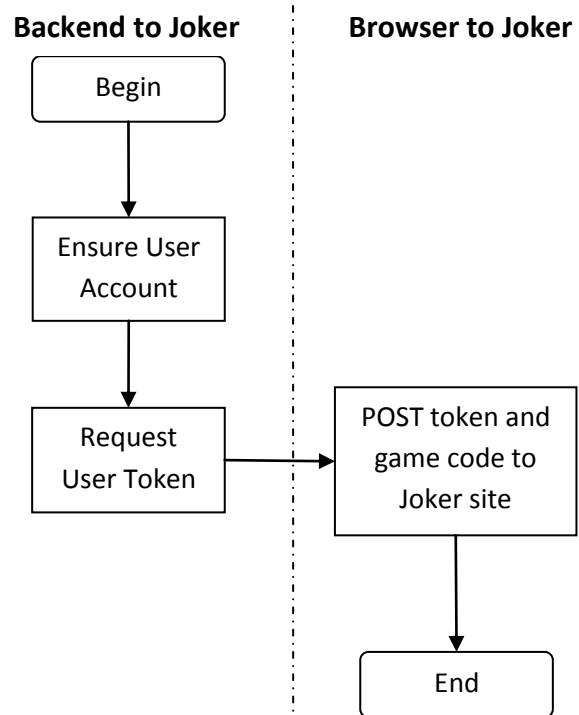 Backend to Joker
Browser to Joker
Begin
Ensure User
Account
Request
User Token
POST token and
game code to
Joker site
End